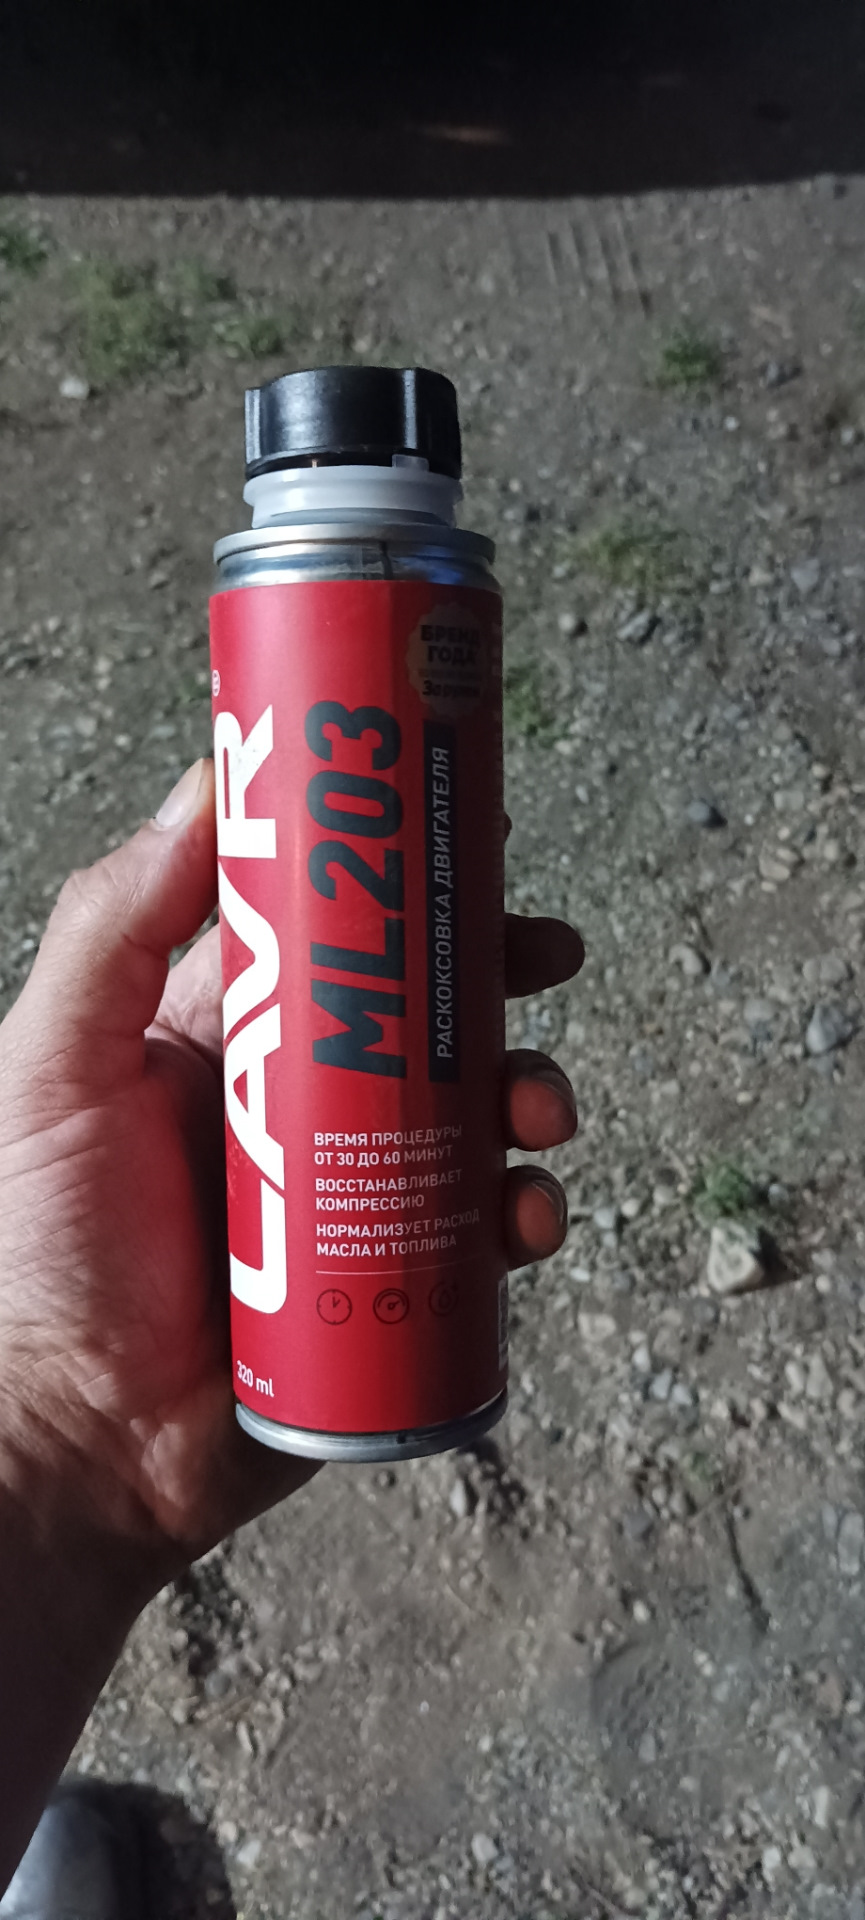 БРЕНД
ГОДА
LAVR®
ML203
РАСКОКСОВКА ДВИГАТЕЛЯ
ВРЕМЯ ПРОЦЕДУРЫ
ОТ 30 ДО 60 МИНУТ
ВОССТАНАВЛИВАЕТ
КОМПРЕССИЮ
НОРМАЛИЗУЕТ РАСХОД
МАСЛА И ТОПЛИВА
320 ml